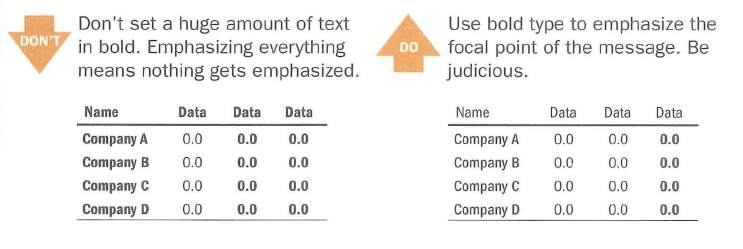 DON'T
Don't set a huge amount of text
in bold. Emphasizing everything
means nothing gets emphasized.
Name Data Data Data
Company A 0.0 0.0 0.0
Company B 0.0 0.0 0.0
Company C 0.0 0.0 0.0
Company D 0.0 0.0 0.0
DO
Use bold type to emphasize the
focal point of the message. Be
judicious.
Name Data Data Data
Company A 0.0 0.0 0.0
Company B 0.0 0.0 0.0
Company C 0.0 0.0 0.0
Company D 0.0 0.0 0.0